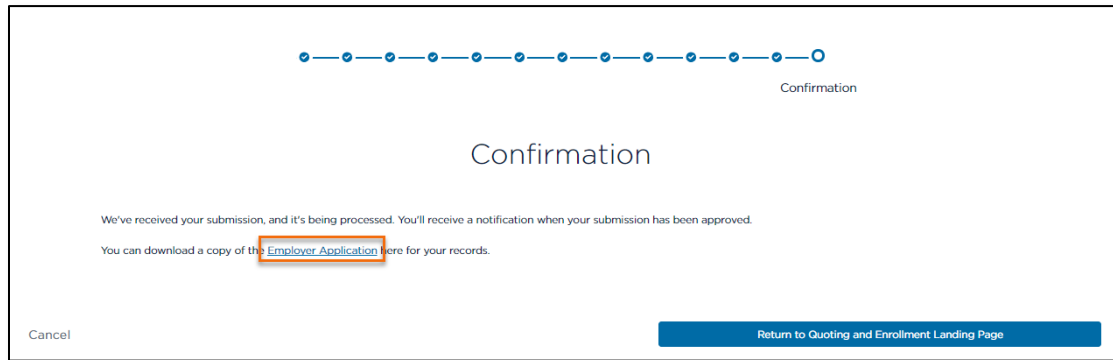 Confirmation
Confirmation
We've received your submission, and it's being processed. You'll receive a notification when your submission has been approved.
You can download a copy of the Employer Application here for your records.
Cancel
Return to Quoting and Enrollment Landing Page